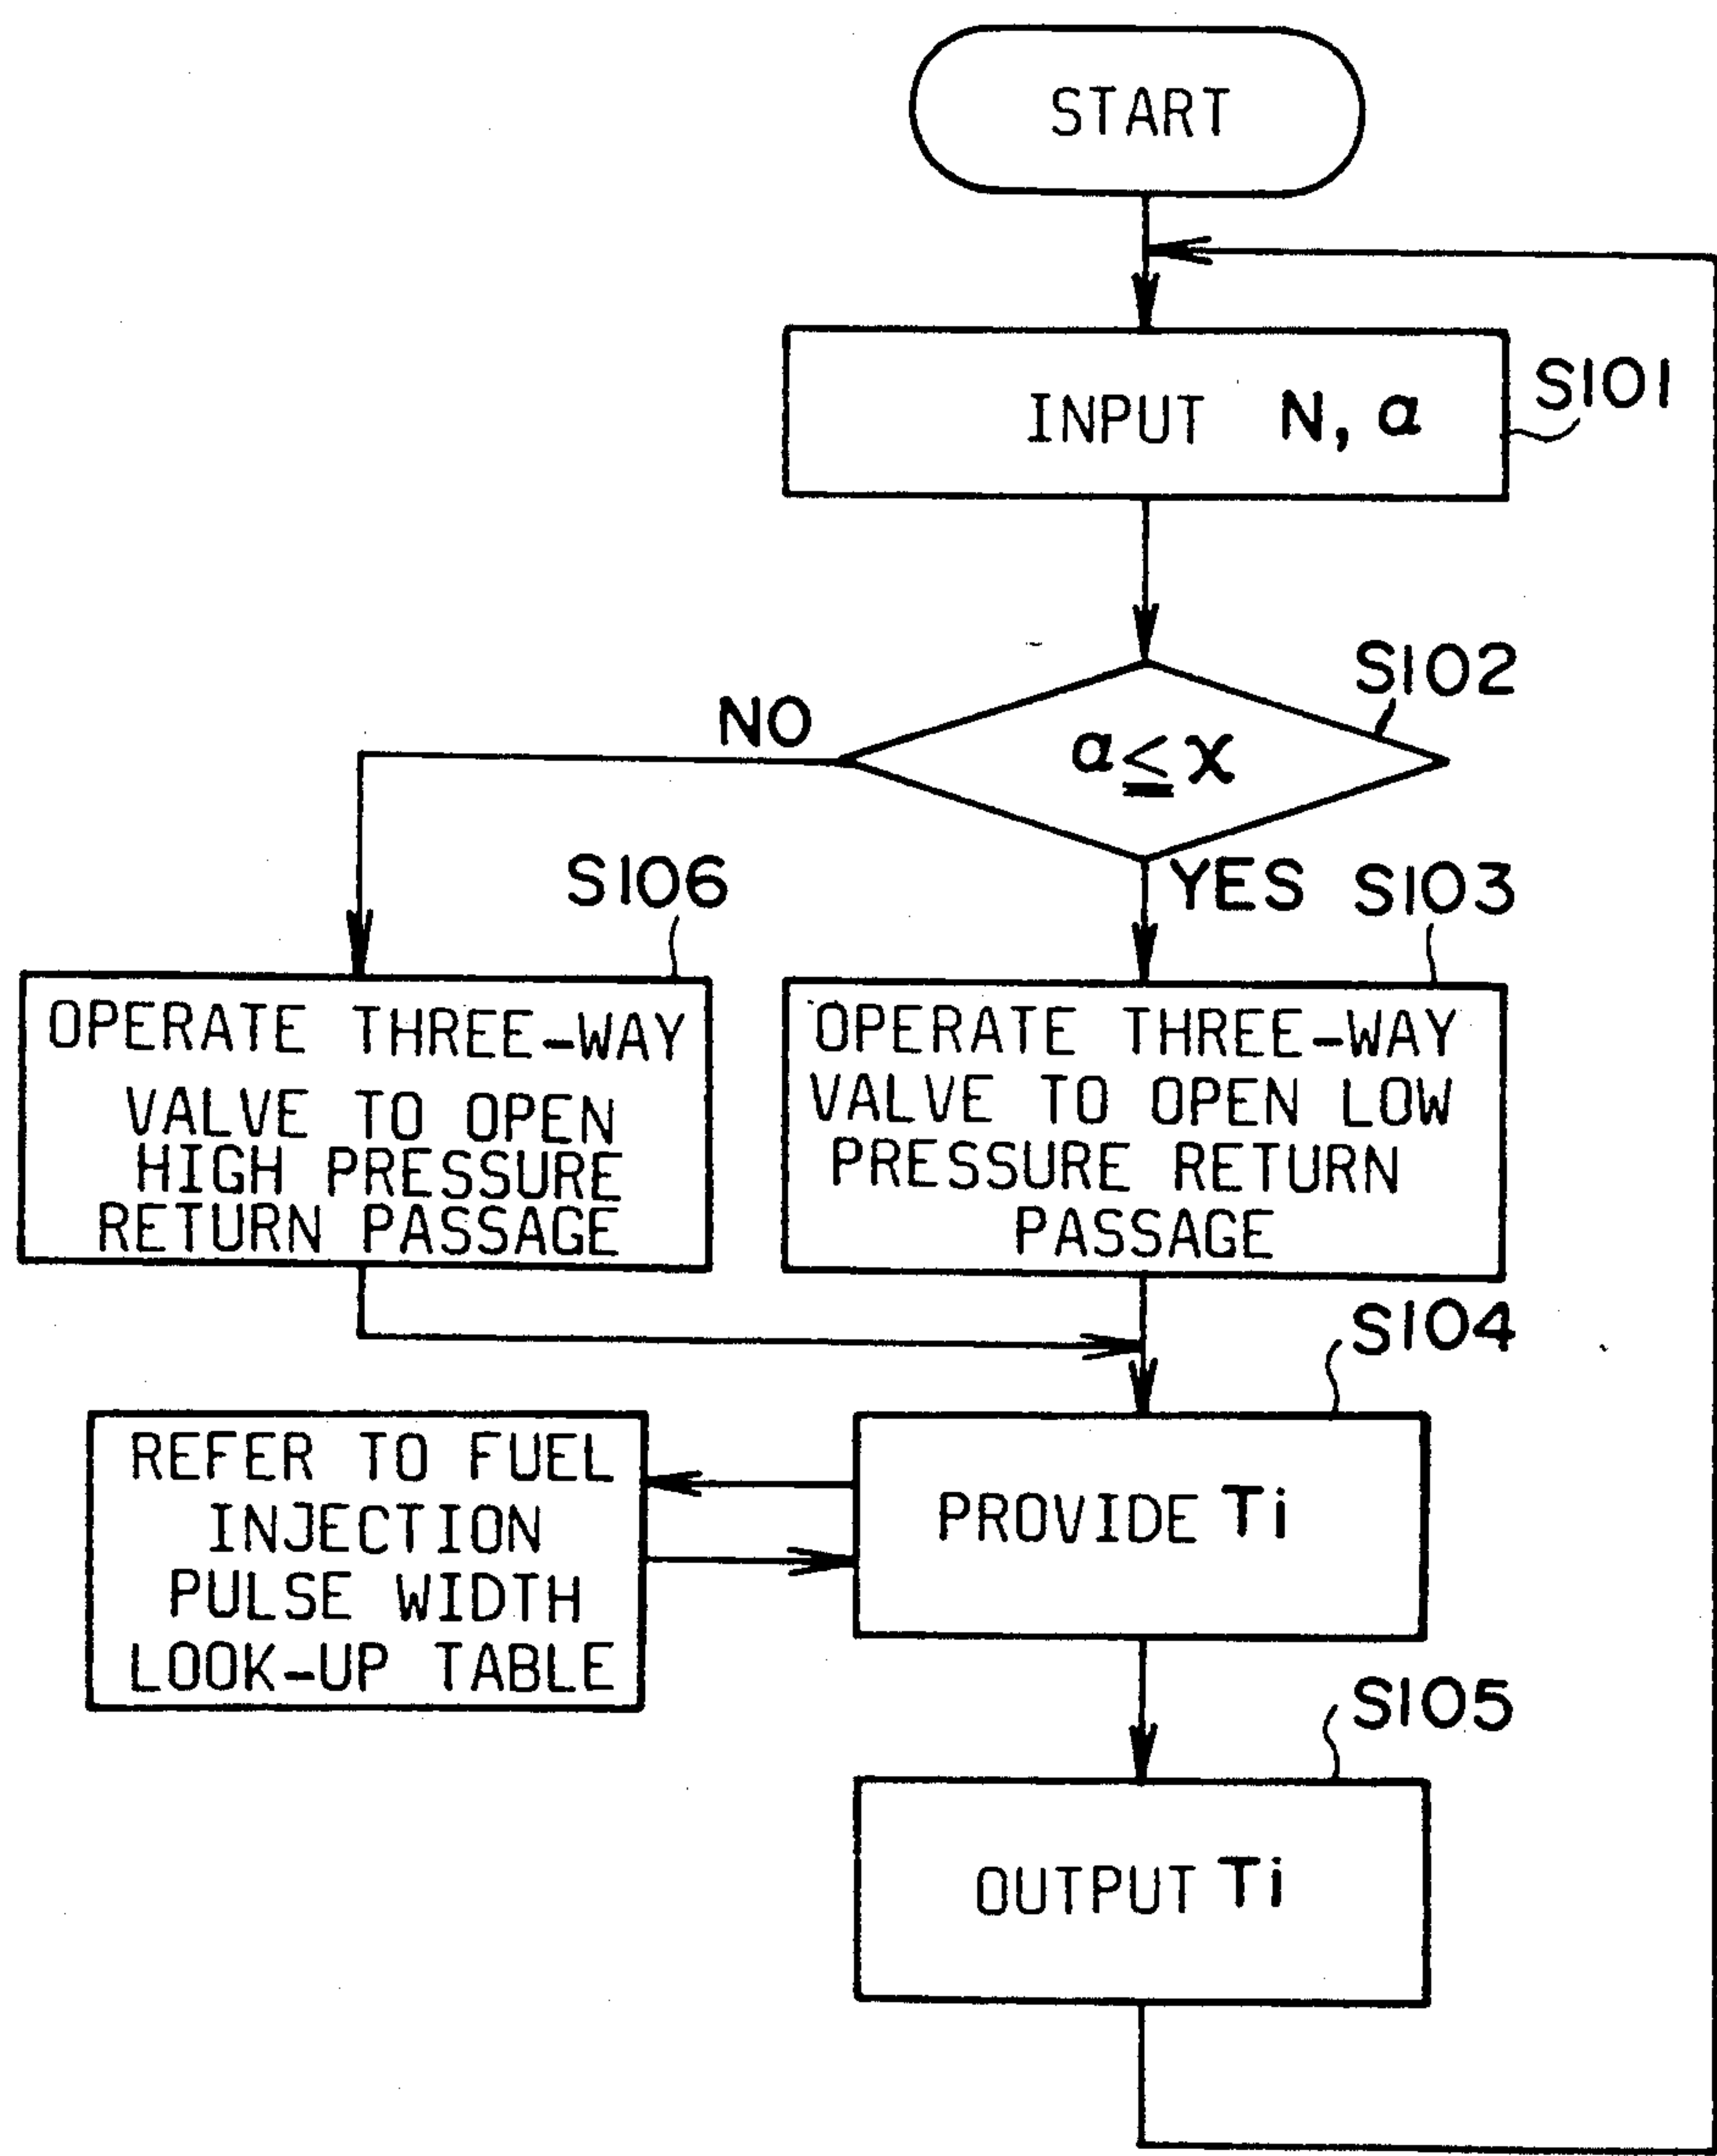 START
INPUT N, α
S101
S102
α ≤ x
NO
YES
S106
S103
OPERATE THREE-WAY
VALVE TO OPEN
HIGH PRESSURE
RETURN PASSAGE
OPERATE THREE-WAY
VALVE TO OPEN LOW
PRESSURE RETURN
PASSAGE
S104
REFER TO FUEL
INJECTION
PULSE WIDTH
LOOK-UP TABLE
PROVIDE Ti
S105
OUTPUT Ti